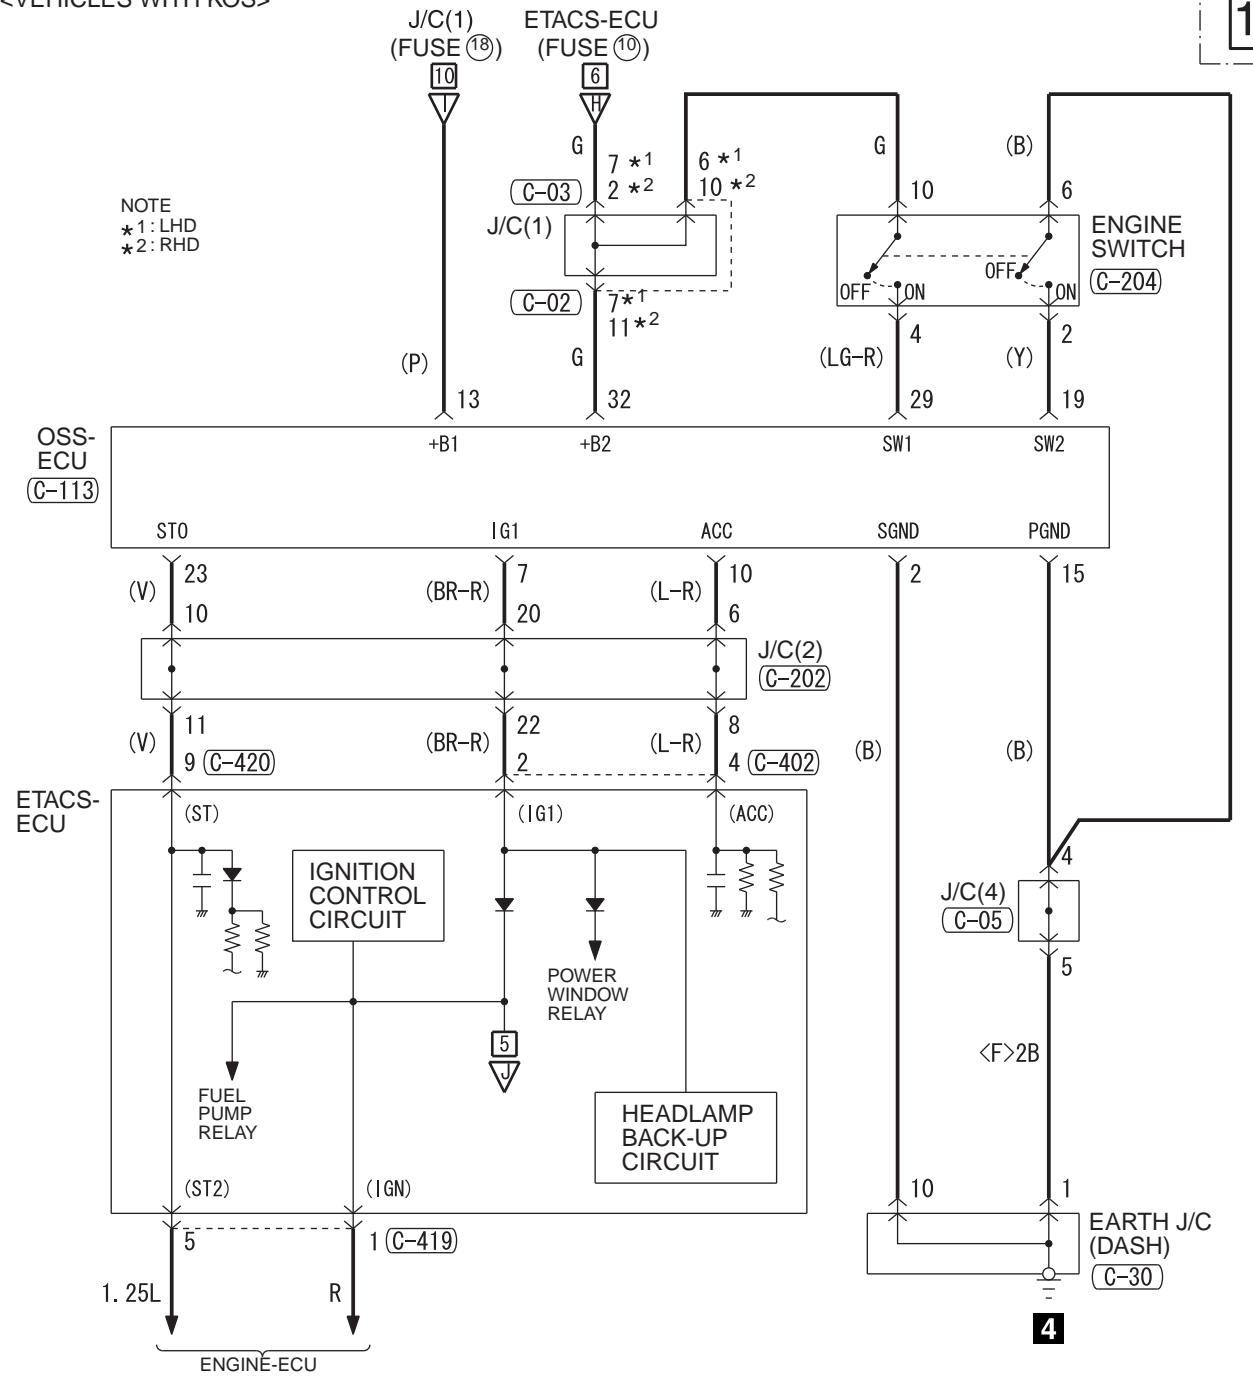 <VEHICLES WITH KOS>
1
J/C(1)
(FUSE 18)
10
I
ETACS-ECU
(FUSE 10)
6
H
G
7 *1
2 *2
C-03
6 *1
10 *2
G
(B)
10
6
NOTE
*1: LHD
*2: RHD
J/C(1)
ENGINE
SWITCH
C-204
OFF
OFF
ON
ON
C-02
7*1
11*2
4
2
(P)
G
(LG-R)
(Y)
13
32
29
19
OSS-
ECU
C-113
+B1
+B2
SW1
SW2
STO
IG1
ACC
SGND
PGND
23
7
10
2
15
(V)
(BR-R)
(L-R)
10
20
6
J/C(2)
C-202
11
22
8
(V)
(BR-R)
(L-R)
(B)
(B)
9
C-420
2
4
C-402
ETACS-
ECU
(ST)
(IG1)
(ACC)
IGNITION
CONTROL
CIRCUIT
4
J/C(4)
C-05
5
POWER
WINDOW
RELAY
5
J
<F>2B
FUEL
PUMP
RELAY
HEADLAMP
BACK-UP
CIRCUIT
(ST2)
(IGN)
10
1
5
1
C-419
EARTH J/C
(DASH)
C-30
1. 25L
R
4
ENGINE-ECU